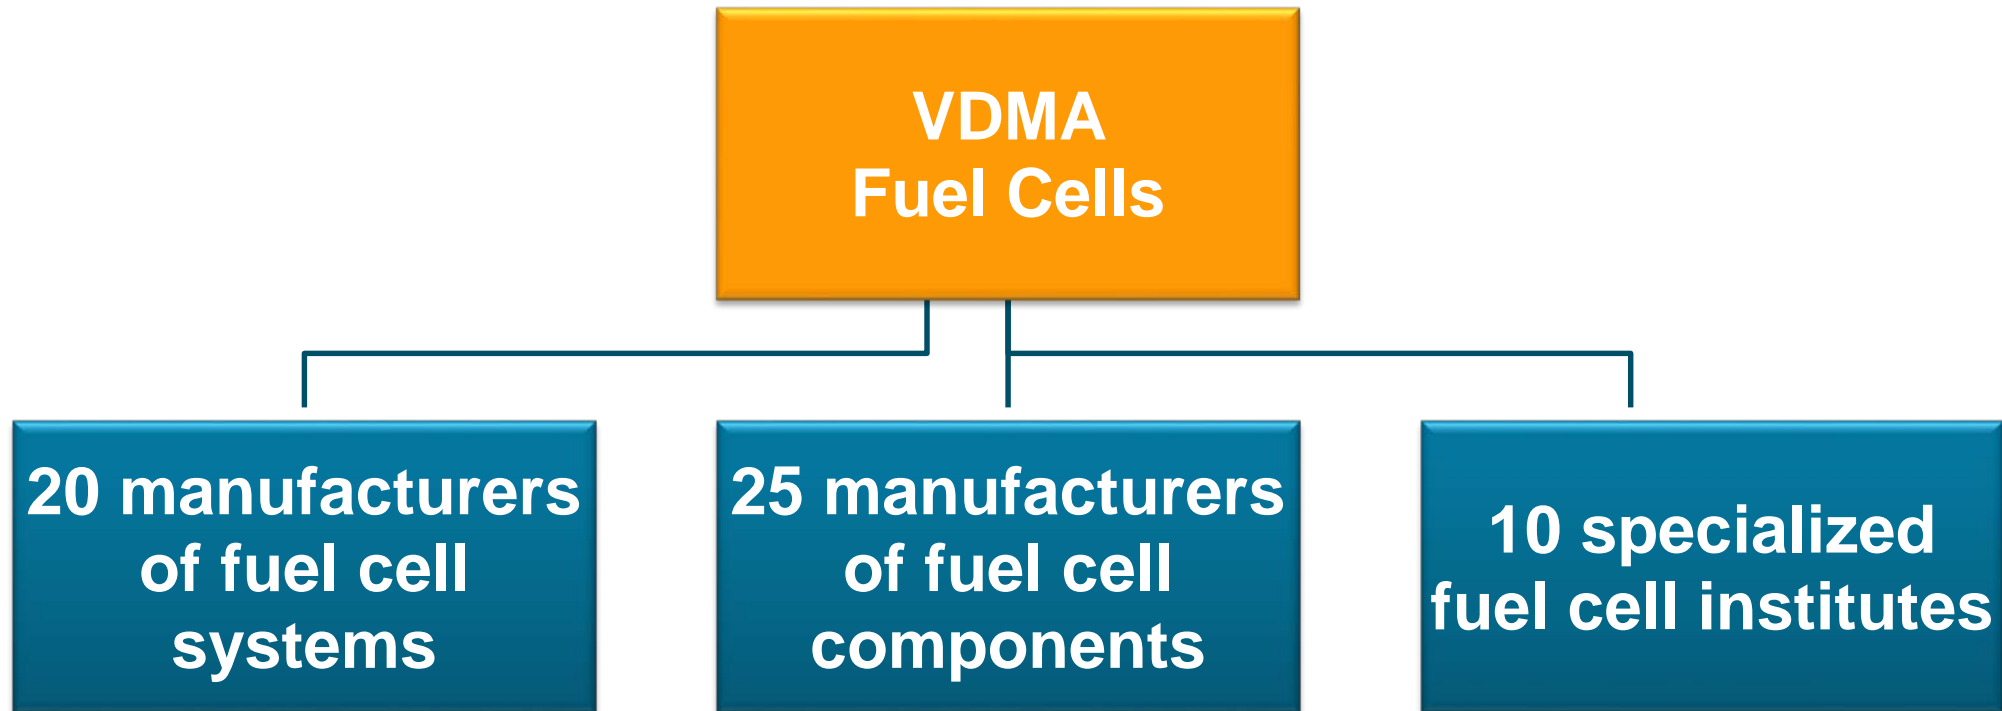 VDMA
Fuel Cells
20 manufacturers
of fuel cell
systems
25 manufacturers
of fuel cell
components
10 specialized
fuel cell institutes